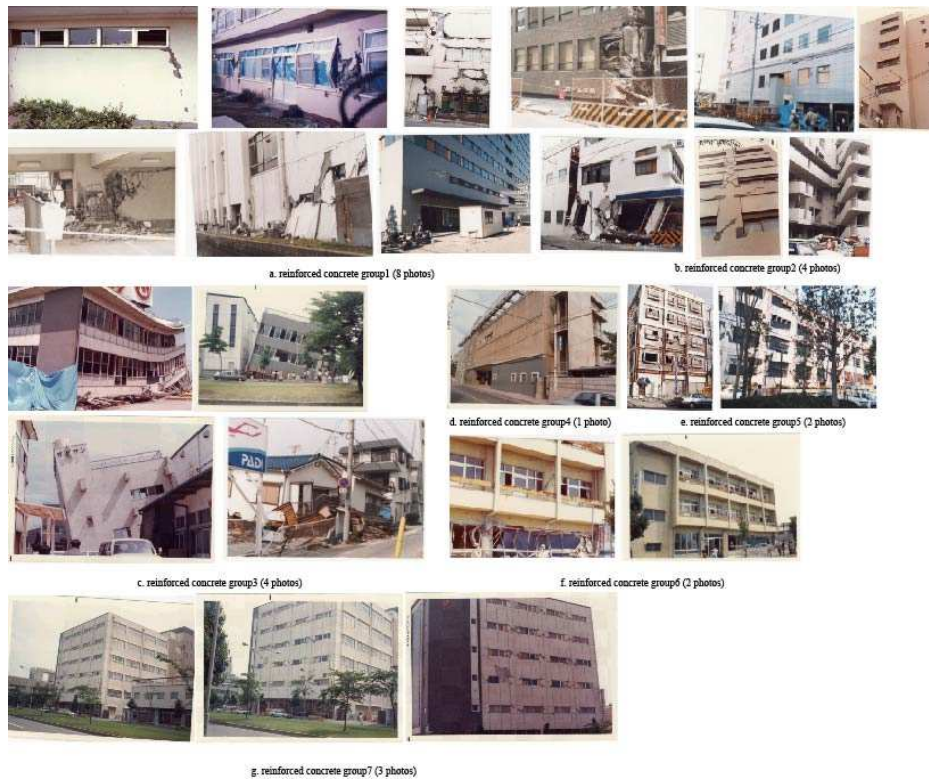 a. reinforced concrete group1 (8 photos)
b. reinforced concrete group2 (4 photos)
d. reinforced concrete group4 (1 photo)
e. reinforced concrete group5 (2 photos)
PADI
c. reinforced concrete group3 (4 photos)
f. reinforced concrete group6 (2 photos)
g. reinforced concrete group7 (3 photos)